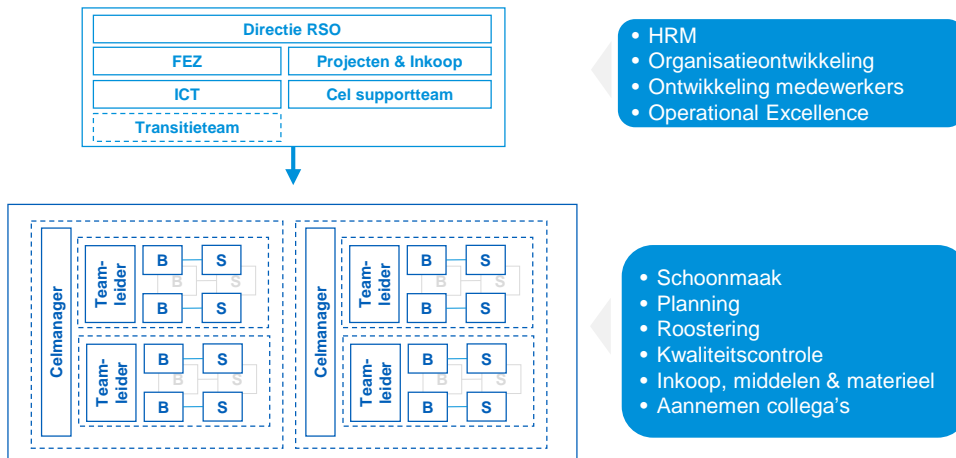 Directie RSO
FEZ
Projecten & Inkoop
ICT
Cel supportteam
Transitieteam
• HRM
• Organisatieontwikkeling
• Ontwikkeling medewerkers
• Operational Excellence
Celmanager
Team-
leider
B
S
B
S
B
S
Team-
leider
B
S
B
S
B
S
Celmanager
Team-
leider
B
S
B
S
B
S
Team-
leider
B
S
B
S
B
S
• Schoonmaak
• Planning
• Roostering
• Kwaliteitscontrole
• Inkoop, middelen & materieel
• Aannemen collega's